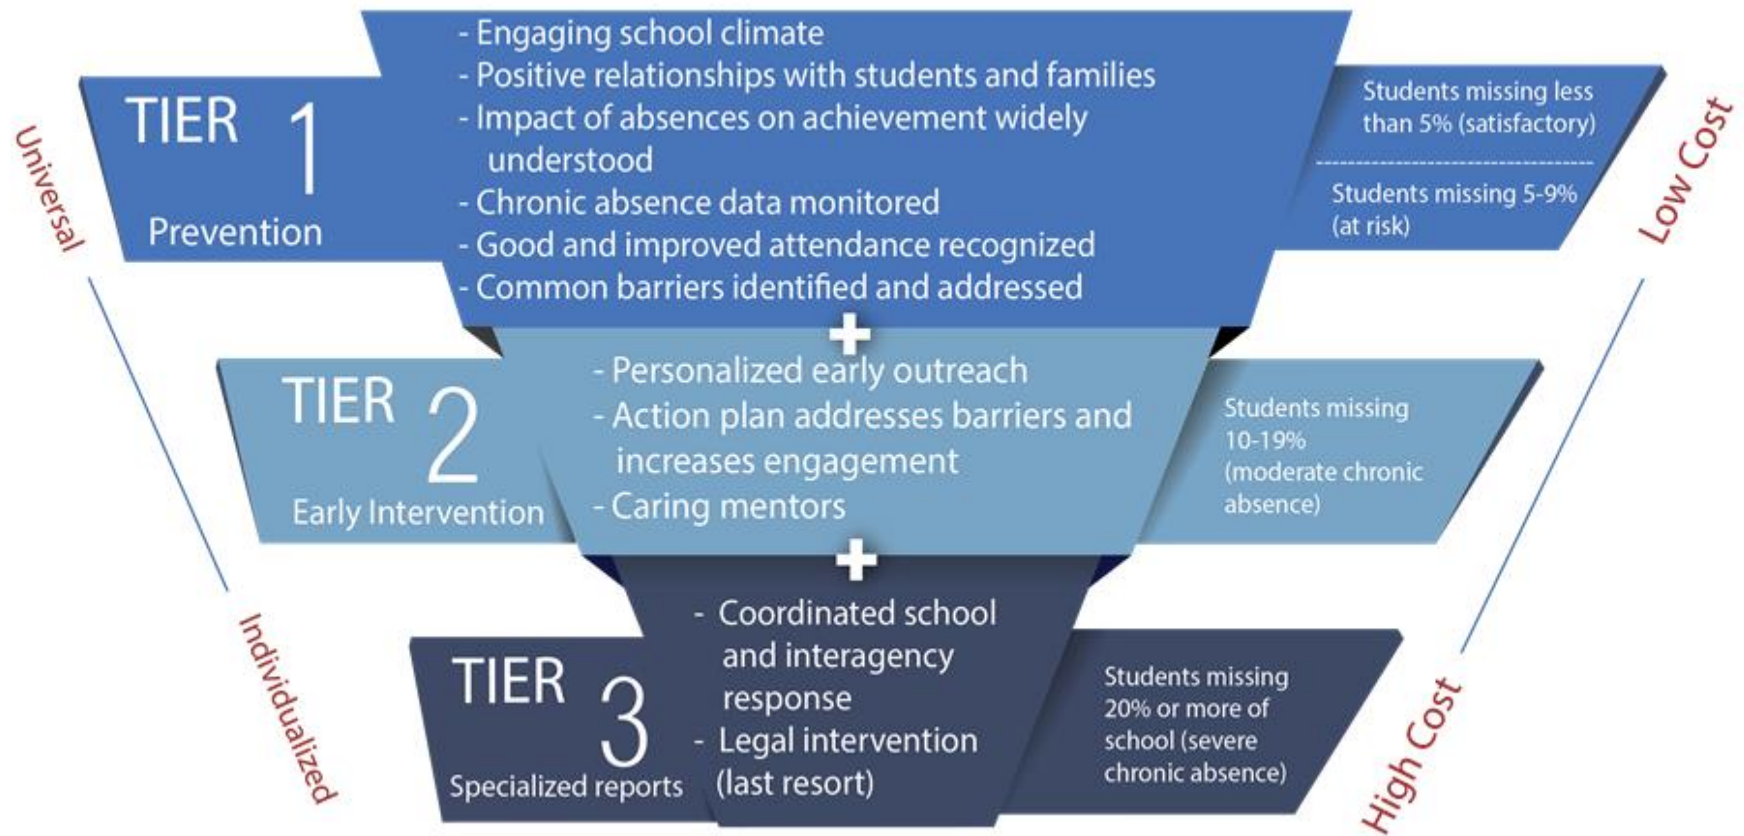 Universal
TIER 1
Prevention
- Engaging school climate
- Positive relationships with students and families
- Impact of absences on achievement widely
understood
- Chronic absence data monitored
- Good and improved attendance recognized
- Common barriers identified and addressed
Students missing less
than 5% (satisfactory)
Students missing 5-9%
(at risk)
Low Cost
+
TIER 2
Early Intervention
- Personalized early outreach
- Action plan addresses barriers and
increases engagement
- Caring mentors
Students missing
10-19%
(moderate chronic
absence)
+
Individualized
TIER 3
Specialized reports
- Coordinated school
and interagency
response
- Legal intervention
(last resort)
Students missing
20% or more of
school (severe
chronic absence)
High Cost